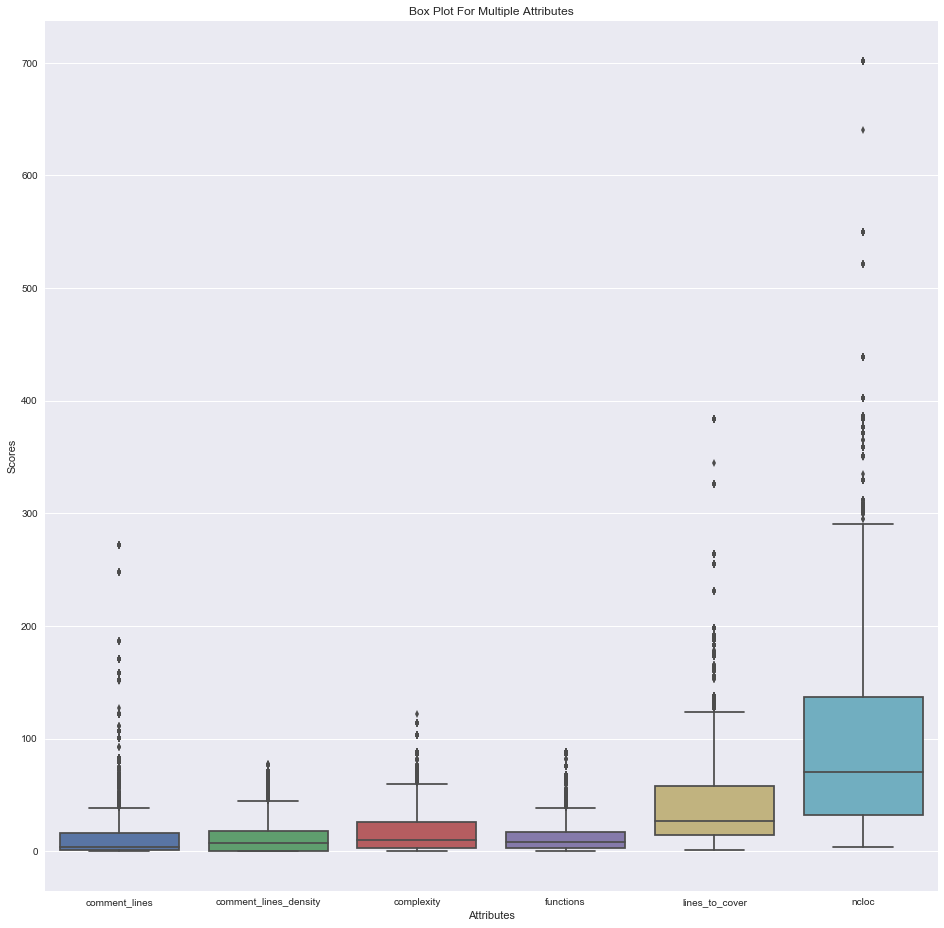 Box Plot For Multiple Attributes
700
600
500
400
300
200
100
0
Scores
comment_lines
comment_lines_density
complexity
functions
lines_to_cover
ncloc
Attributes